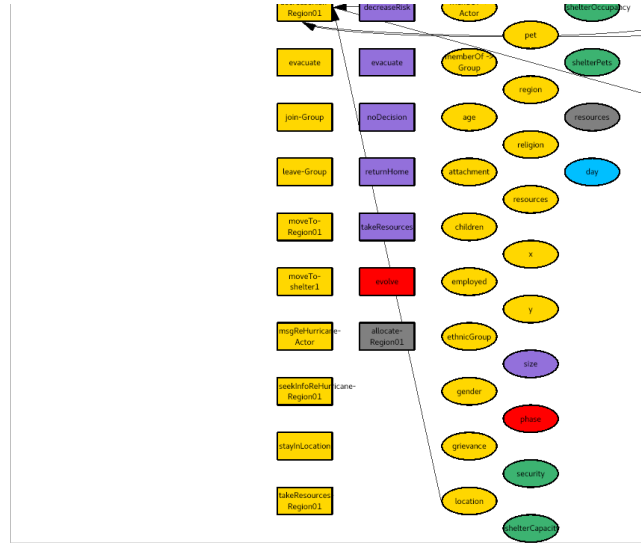 Region01
evacuate
join-Group
leave-Group
moveTo-
Region01
moveTo-
shelter1
msgReHurricane-
Actor
seekInfoReHurricane-
Region01
stayInLocation
takeResources
Region01
decreaseRisk
evacuate
noDecision
returnHome
takeResources
evolve
allocate-
Region01
Actor
memberOf ->
Group
age
attachment
children
employed
ethnicGroup
gender
grievance
location
pet
region
religion
resources
x
y
size
phase
security
shelterCapacity
shelterOccupancy
shelterPets
resources
day